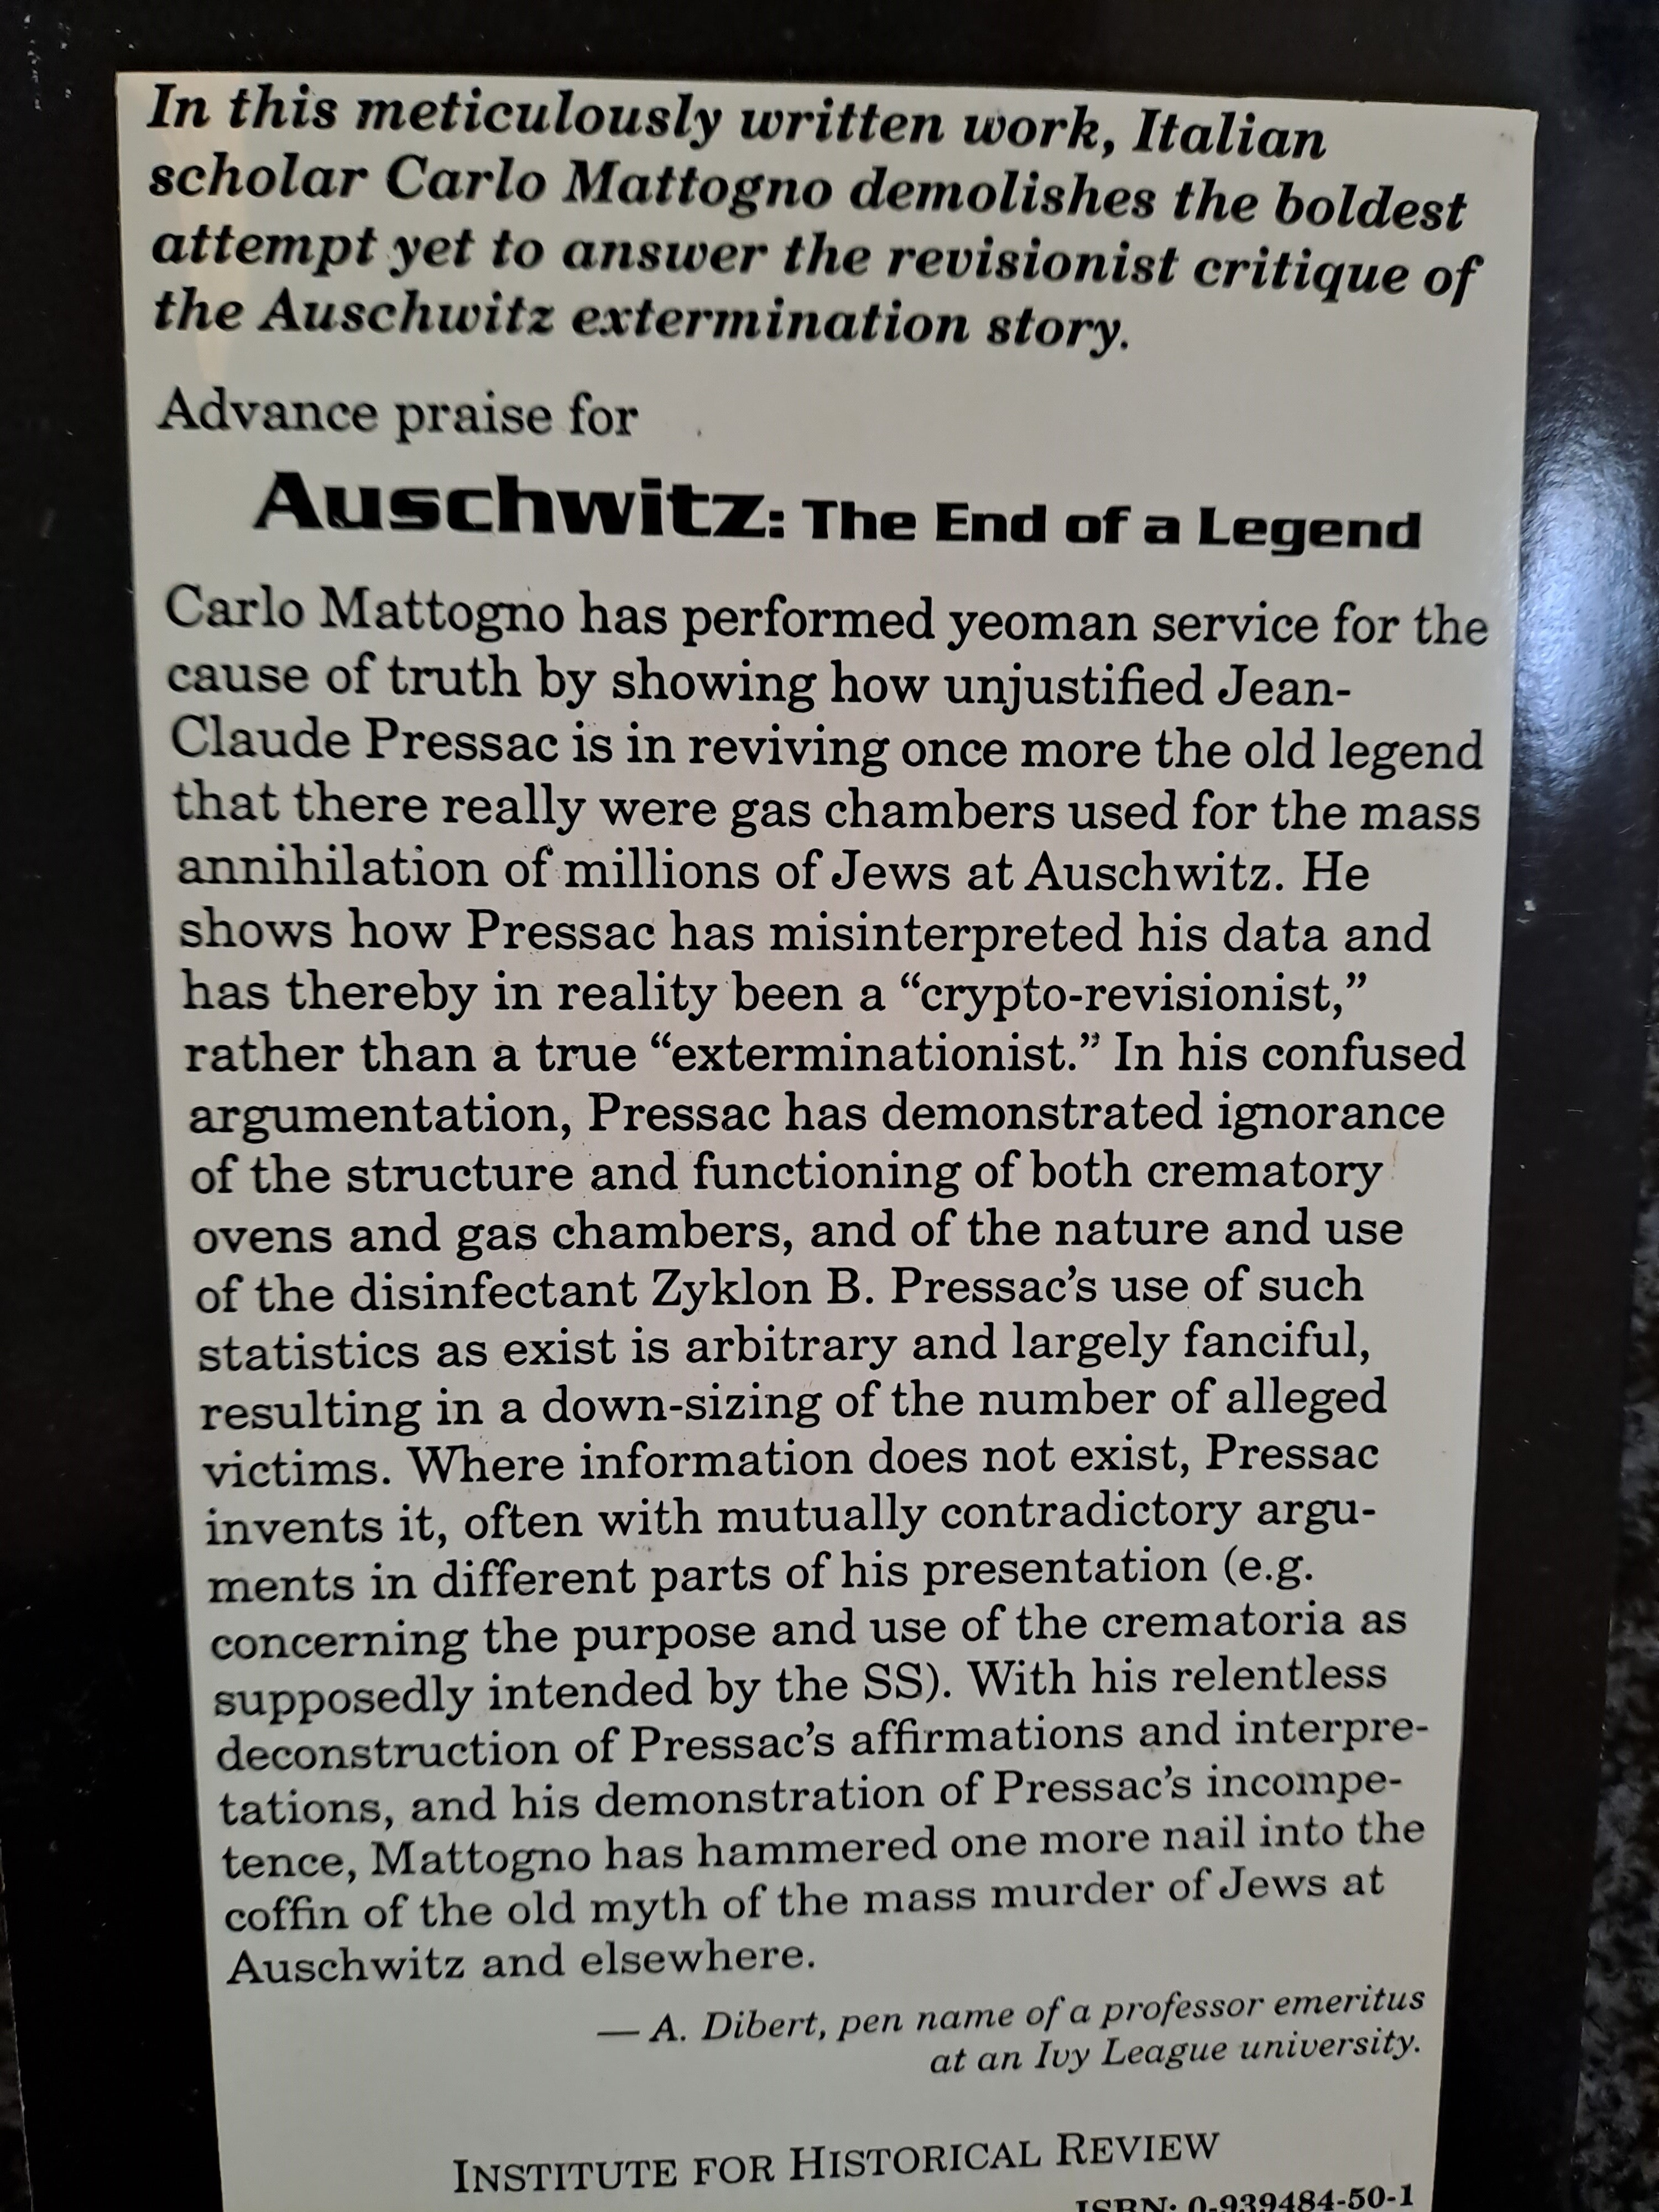 In this meticulously written work, Italian
scholar Carlo Mattogno demolishes the boldest
attempt yet to answer the revisionist critique of
the Auschwitz extermination story.
Advance praise for
Auschwitz: The End of a Legend
Carlo Mattogno has performed yeoman service for the
cause of truth by showing how unjustified Jean-
Claude Pressac is in reviving once more the old legend
that there really were gas chambers used for the mass
annihilation of millions of Jews at Auschwitz. He
shows how Pressac has misinterpreted his data and
has thereby in reality been a “crypto-revisionist,”
rather than a true “exterminationist.” In his confused
argumentation, Pressac has demonstrated ignorance
of the structure and functioning of both crematory
ovens and gas chambers, and of the nature and use
of the disinfectant Zyklon B. Pressac’s use of such
statistics as exist is arbitrary and largely fanciful,
resulting in a down-sizing of the number of alleged
victims. Where information does not exist, Pressac
invents it, often with mutually contradictory argu-
ments in different parts of his presentation (e.g.
concerning the purpose and use of the crematoria as
supposedly intended by the SS). With his relentless
deconstruction of Pressac’s affirmations and interpre-
tations, and his demonstration of Pressac’s incompe-
tence, Mattogno has hammered one more nail into the
coffin of the old myth of the mass murder of Jews at
Auschwitz and elsewhere.
— A. Dibert, pen name of a professor emeritus
at an Ivy League university.
INSTITUTE FOR HISTORICAL REVIEW
ISBN: 0-939484-50-1